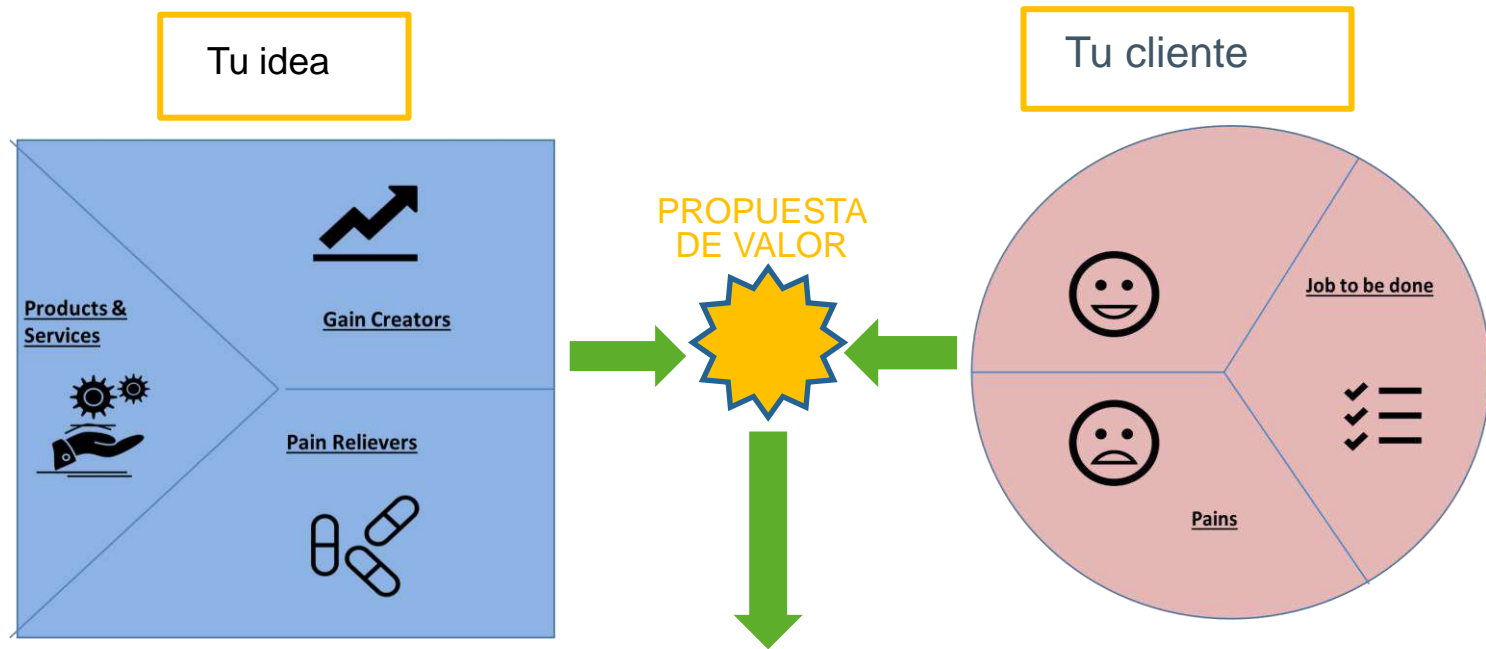 Tu idea
Tu cliente
PROPUESTA
DE VALOR
Products &
Services
Gain Creators
Pain Relievers
Job to be done
Pains